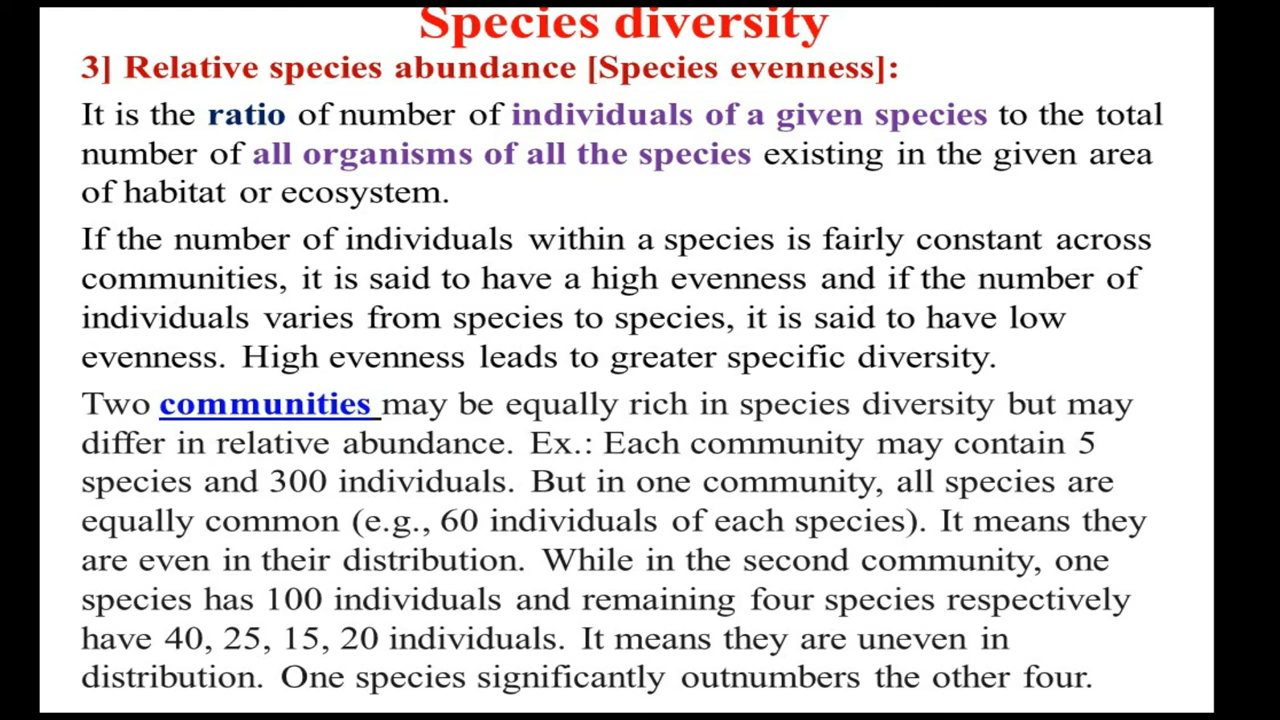 Species diversity
3] Relative species abundance [Species evenness]:
It is the ratio of number of individuals of a given species to the total
number of all organisms of all the species existing in the given area
of habitat or ecosystem.
If the number of individuals within a species is fairly constant across
communities, it is said to have a high evenness and if the number of
individuals varies from species to species, it is said to have low
evenness. High evenness leads to greater specific diversity.
Two communities may be equally rich in species diversity but may
differ in relative abundance. Ex.: Each community may contain 5
species and 300 individuals. But in one community, all species are
equally common (e.g., 60 individuals of each species). It means they
are even in their distribution. While in the second community, one
species has 100 individuals and remaining four species respectively
have 40, 25, 15, 20 individuals. It means they are uneven in
distribution. One species significantly outnumbers the other four.